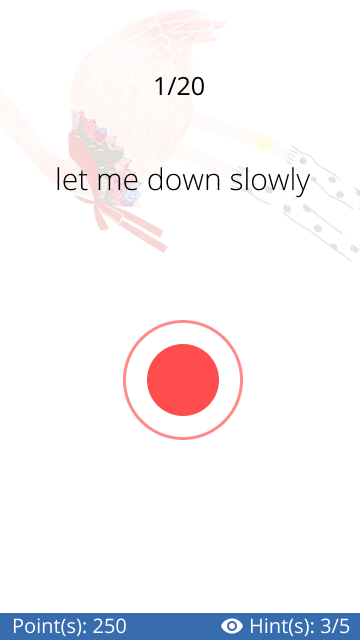 1/20
let me down slowly
Point(s): 250
Hint(s): 3/5